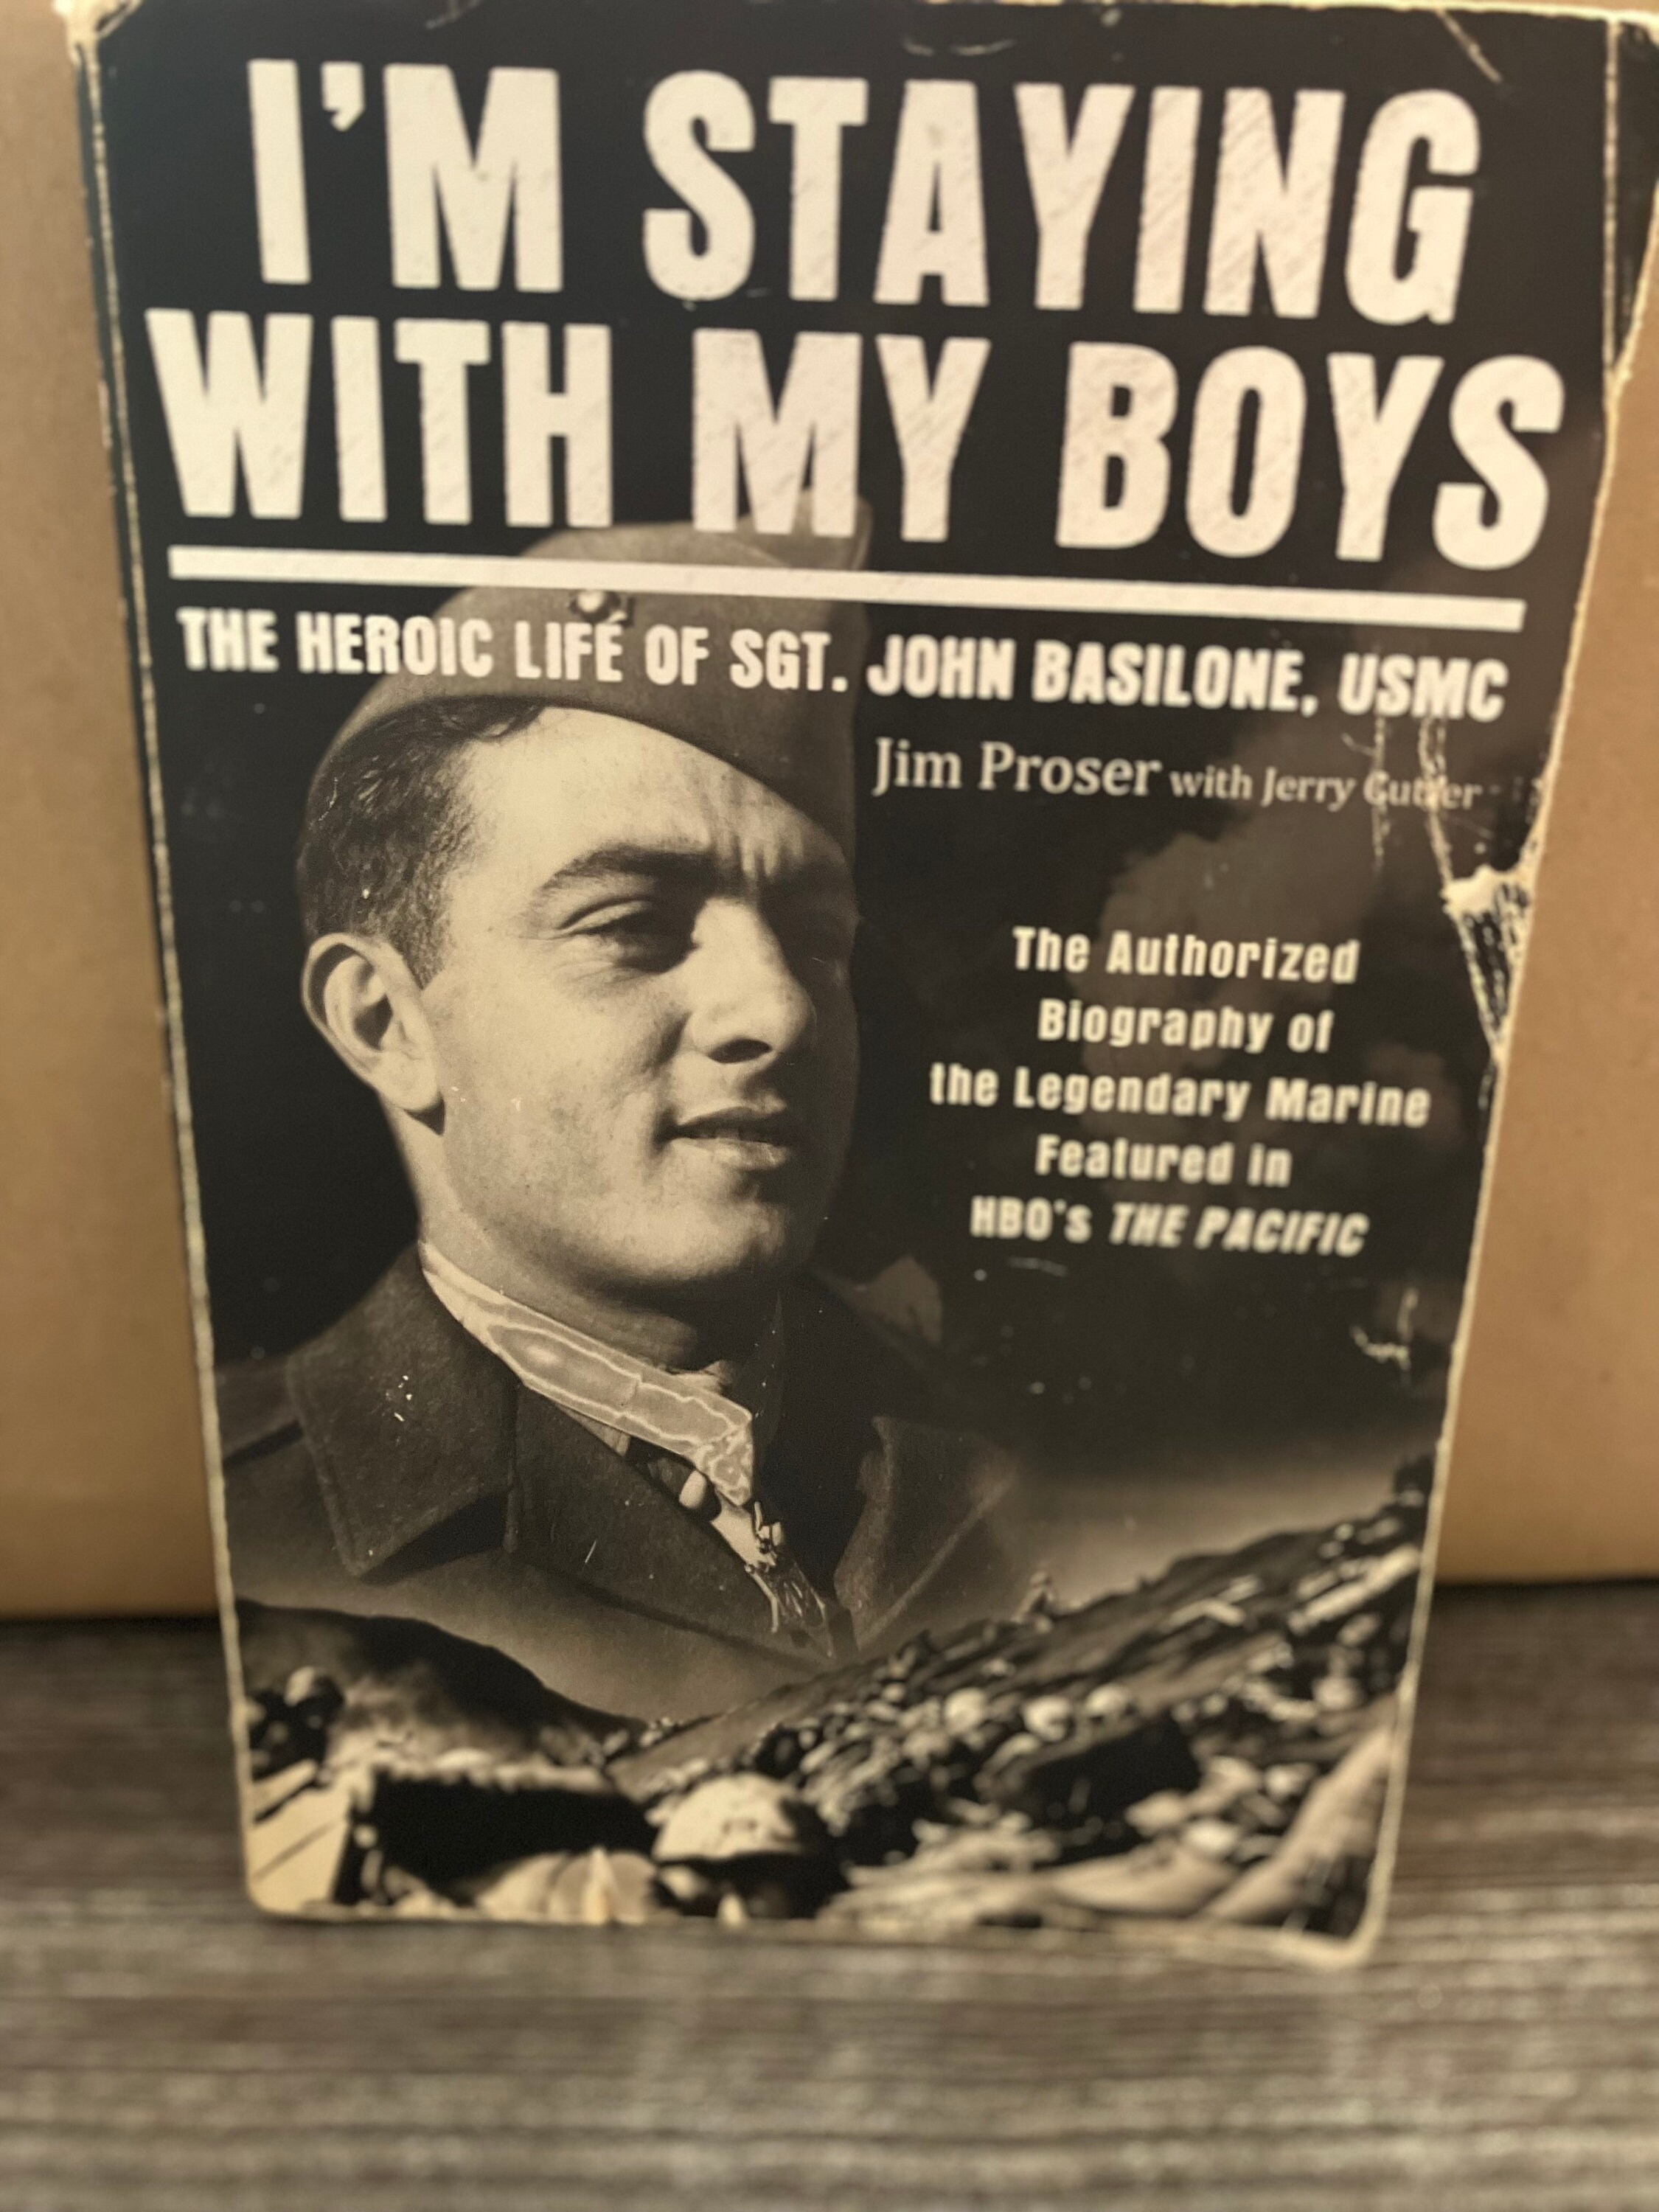 I'M STAYING
WITH MY BOYS
THE HEROIC LIFE OF SGT. JOHN BASILONE, USMC
Jim Proser with Jerry Cutter
The Authorized
Biography of
the Legendary Marine
Featured in
HBO's THE PACIFIC